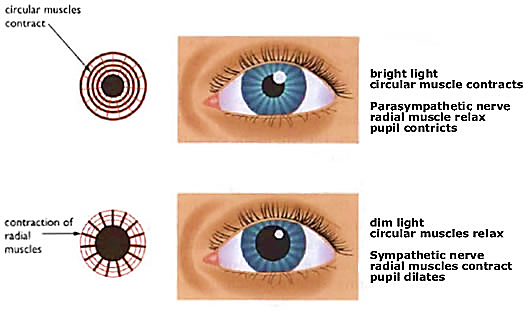 circular muscles
contract
bright light
circular muscle contracts
Parasympathetic nerve
radial muscle relax
pupil contricts
contraction of
radial
muscles
dim light
circular muscles relax
Sympathetic nerve
radial muscles contract
pupil dilates